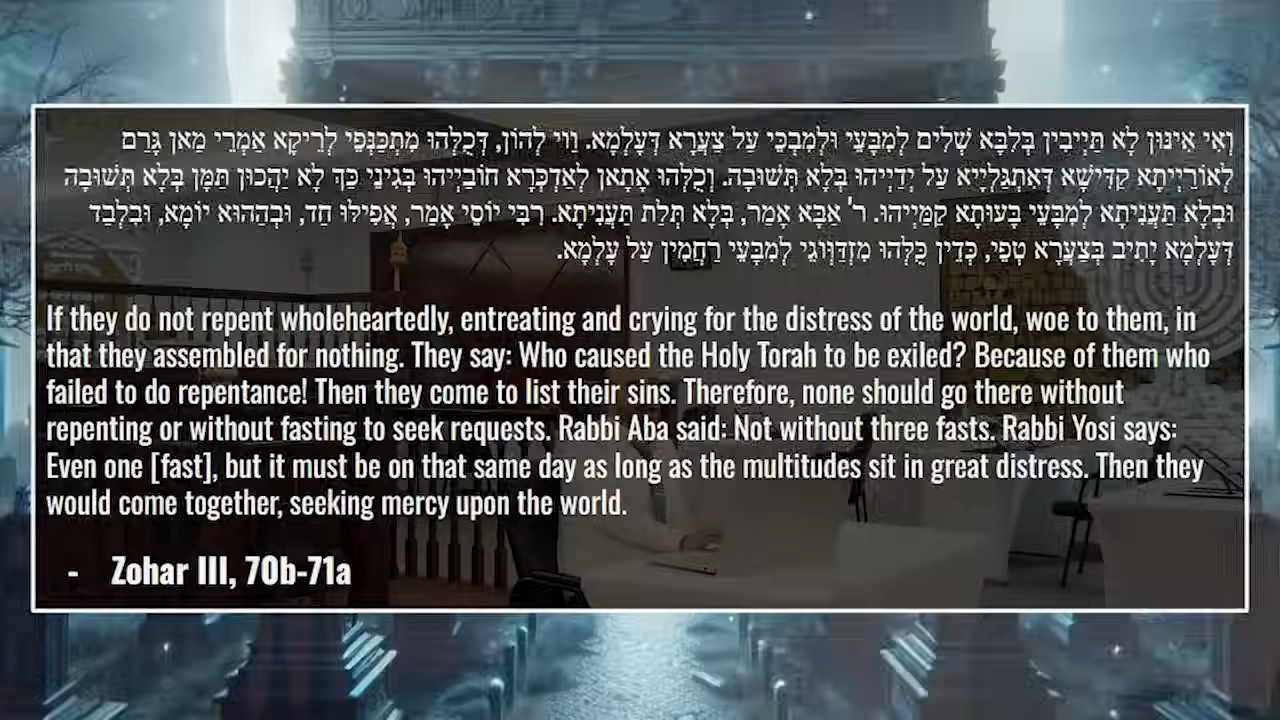 וְאִי אִינּוּן לָא תַּיְיבִין בְּלִבָּא שְׁלִים לְמִבָּעֵי וּלְמִבְכֵּי עַל צַעֲרָא דְּעָלְמָא. וַוי לְהוֹן, דְּכֻלְּהוּ מִתְכַּנְּפֵי לְרֵיקָא אַמְרֵי מַאן גָּרַם
לְאוֹרַיְיתָא קַדִּישָׁא דְּאִתְגַּלְיָיא עַל יְדַיְיהוּ בְּלָא תְּשׁוּבָה. וְכֻלְּהוּ אָתָאן לְאַדְכְּרָא חוֹבַיְיהוּ בְּגִינֵי כַּךְ לָא יַהֲכוּן תַּמָּן בְּלָא תְּשׁוּבָה
וּבְלָא תַּעֲנִיתָא לְמִבָּעֵי בָּעוּתָא קַמַּיְיהוּ. ר' אַבָּא אָמַר, בְּלָא תְּלַת תַּעֲנִיתָא. רִבִּי יוֹסֵי אָמַר, אֲפִילּוּ חַד, וּבְהַהוּא יוֹמָא, וּבִלְבַד
דְּעָלְמָא יָתִיב בְּצַעֲרָא טְפֵי, כְּדֵין כֻּלְּהוּ מִזְדַּוְּוגֵי לְמִבָּעֵי רַחֲמִין עַל עָלְמָא.
If they do not repent wholeheartedly, entreating and crying for the distress of the world, woe to them, in
that they assembled for nothing. They say: Who caused the Holy Torah to be exiled? Because of them who
failed to do repentance! Then they come to list their sins. Therefore, none should go there without
repenting or without fasting to seek requests. Rabbi Aba said: Not without three fasts. Rabbi Yosi says:
Even one [fast], but it must be on that same day as long as the multitudes sit in great distress. Then they
would come together, seeking mercy upon the world.
- Zohar III, 70b-71a